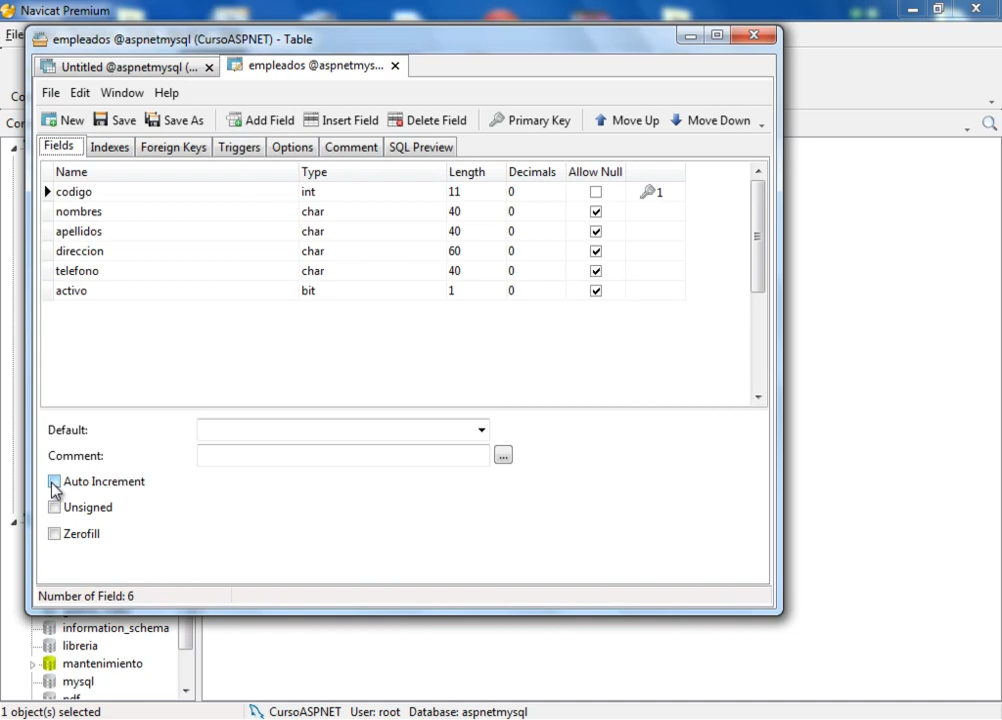 Navicat Premium
File
empleados @aspnetmysql (CursoASPNET) - Table
Untitled @aspnetmysql (...
empleados @aspnetmys...
File Edit Window Help
Co
New Save Save As Add Field Insert Field Delete Field Primary Key Move Up Move Down
Cor
Fields Indexes Foreign Keys Triggers Options Comment SQL Preview
Name Type Length Decimals Allow Null
codigo int 11 0 1
nombres char 40 0
apellidos char 40 0
direccion char 60 0
telefono char 40 0
activo bit 1 0
Default:
Comment: ...
Auto Increment
Unsigned
Zerofill
Number of Field: 6
information_schema
libreria
mantenimiento
mysql
1 object(s) selected CursoASPNET User: root Database: aspnetmysql